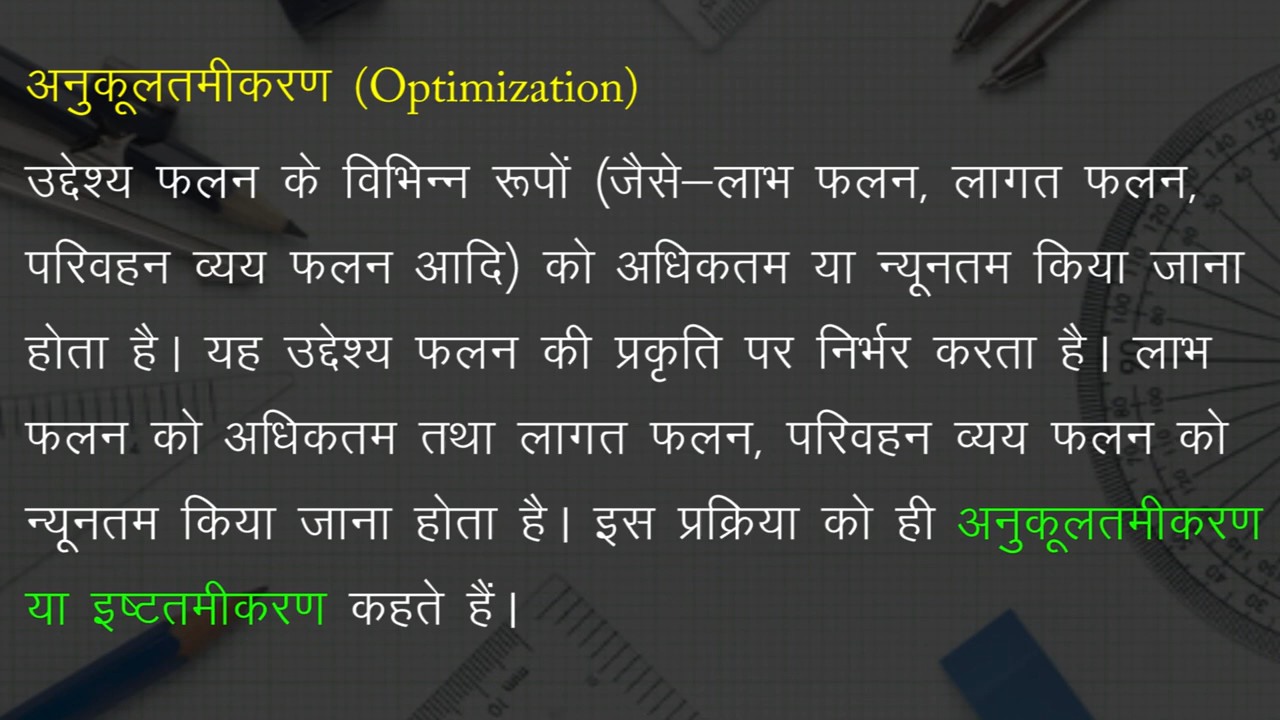 अनुकूलतमीकरण (Optimization)
उद्देश्य फलन के विभिन्न रूपों (जैसे—लाभ फलन, लागत फलन,
परिवहन व्यय फलन आदि) को अधिकतम या न्यूनतम किया जाना
होता है। यह उद्देश्य फलन की प्रकृति पर निर्भर करता है। लाभ
फलन को अधिकतम तथा लागत फलन, परिवहन व्यय फलन को
न्यूनतम किया जाना होता है। इस प्रक्रिया को ही अनुकूलतमीकरण
या इष्टतमीकरण कहते हैं।